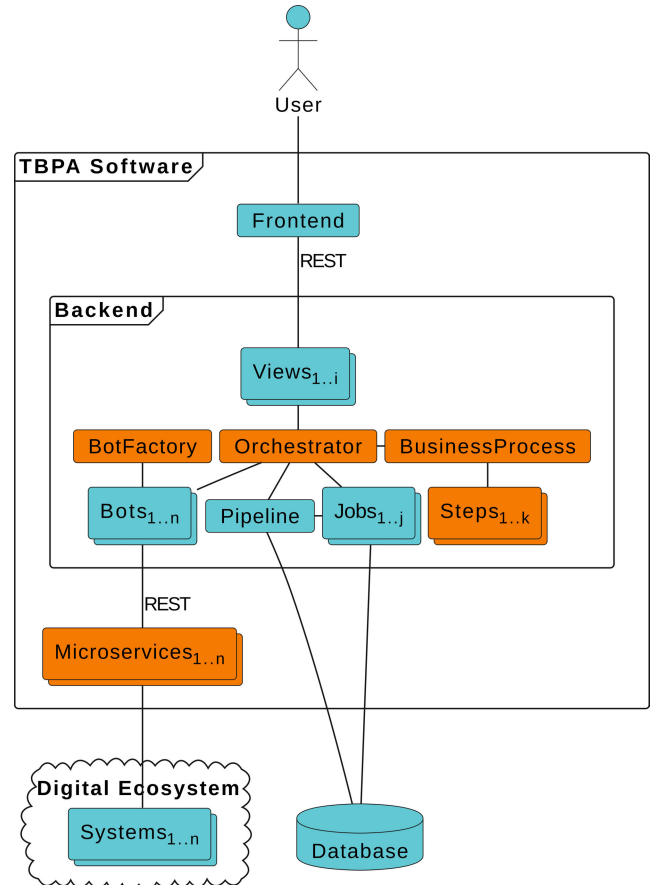 User
TBPA Software
Frontend
REST
Backend
Views1..i
BotFactory
Orchestrator
BusinessProcess
Bots1..n
Pipeline
Jobs1..j
Steps1..k
REST
Microservices1..n
Digital Ecosystem
Systems1..n
Database